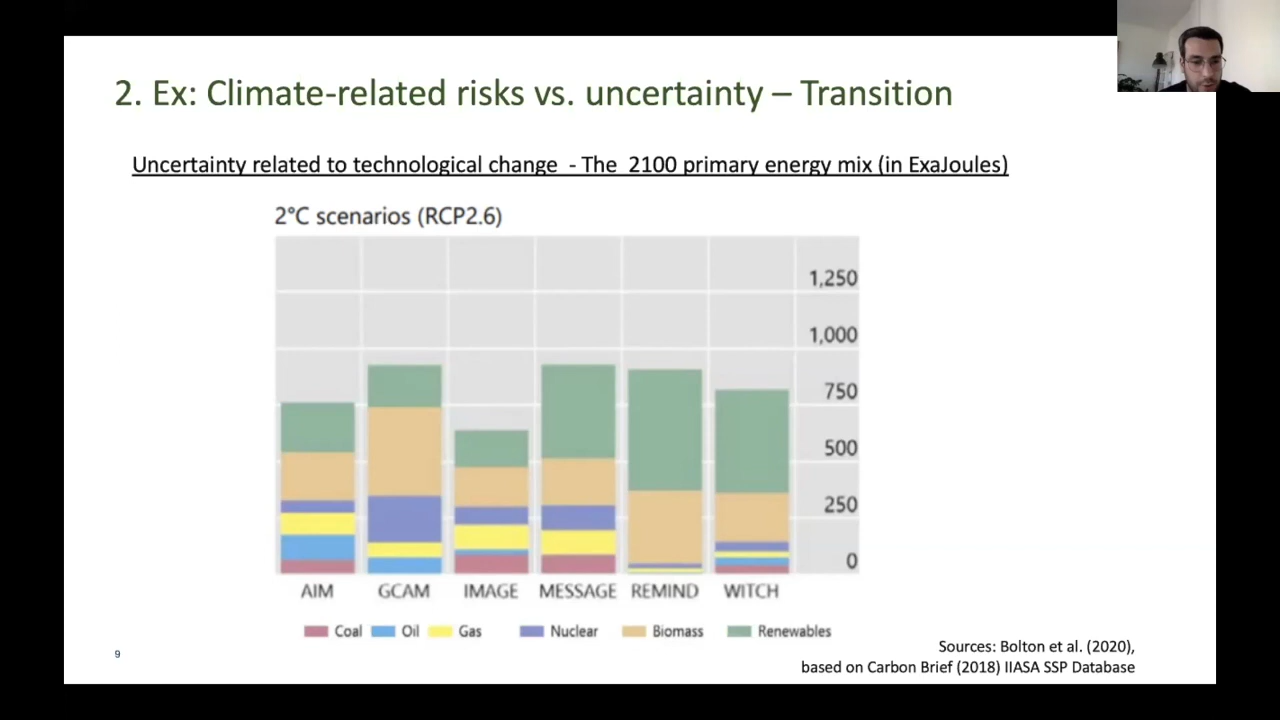 2. Ex: Climate-related risks vs. uncertainty – Transition
Uncertainty related to technological change - The 2100 primary energy mix (in ExaJoules)
2°C scenarios (RCP2.6)
1,250
1,000
750
500
250
0
AIM GCAM IMAGE MESSAGE REMIND WITCH
Coal Oil Gas Nuclear Biomass Renewables
Sources: Bolton et al. (2020),
based on Carbon Brief (2018) IIASA SSP Database
9